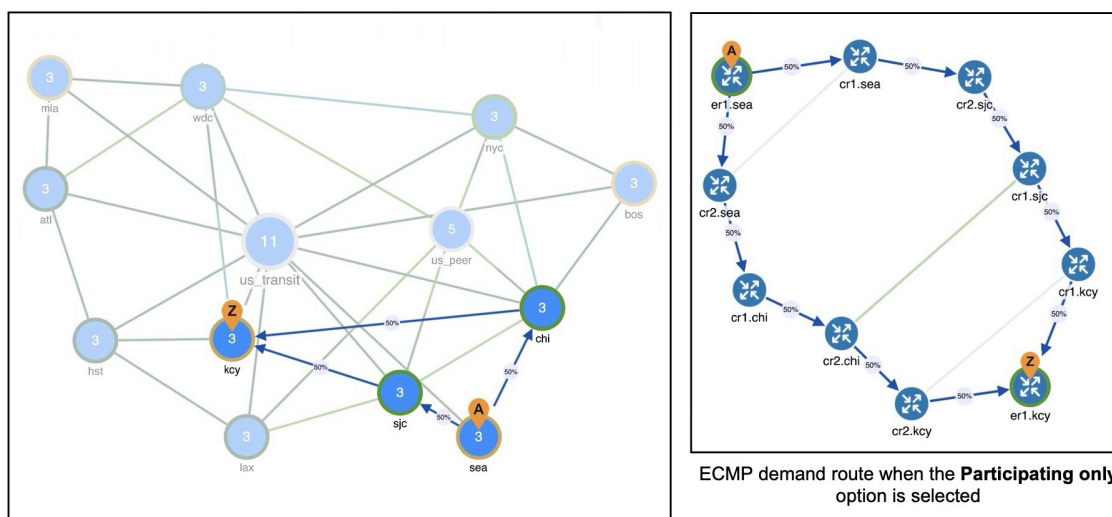 3
mia
3
wdc
3
nyc
3
bos
3
atl
11
us_transit
5
us_peer
Z
3
kcy
50%
3
chi
3
hst
50%
50%
3
sjc
50%
A
3
sea
3
lax
A
er1.sea
50%
cr1.sea
50%
cr2.sjc
50%
50%
cr1.sjc
cr2.sea
50%
50%
cr1.kcy
cr1.chi
50%
50%
cr2.chi
50%
Z
cr2.kcy
50%
er1.kcy
ECMP demand route when the Participating only
option is selected